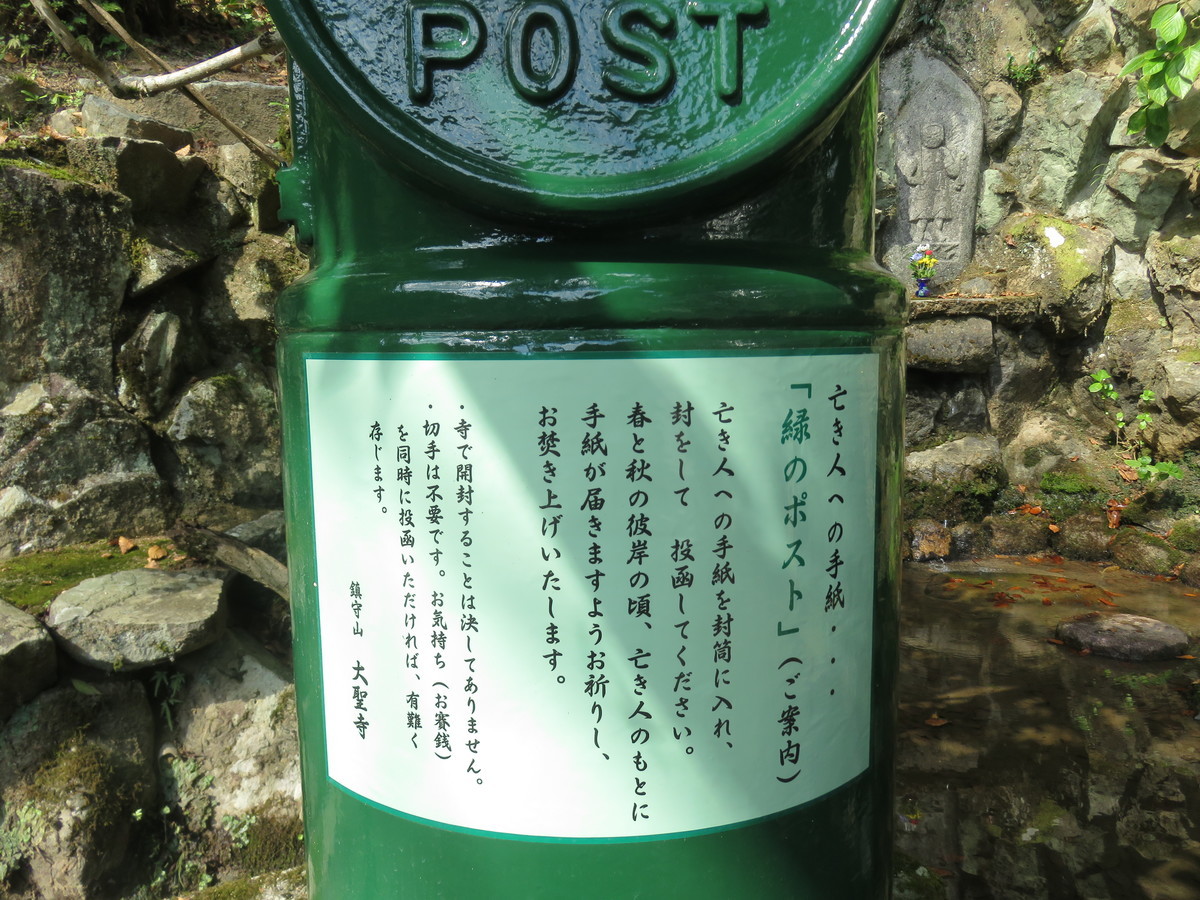 POST
亡き人への手紙・・・
「緑のポスト」（ご案内）
亡き人への手紙を封筒に入れ、
封をして　投函してください。
春と秋の彼岸の頃、亡き人のもとに
手紙が届きますようお祈りし、
お焚き上げいたします。
・寺で開封することは決してありません。
・切手は不要です。お気持ち（お賽銭）
を同時に投函いただければ、有難く
存じます。
鎮守山　大聖寺